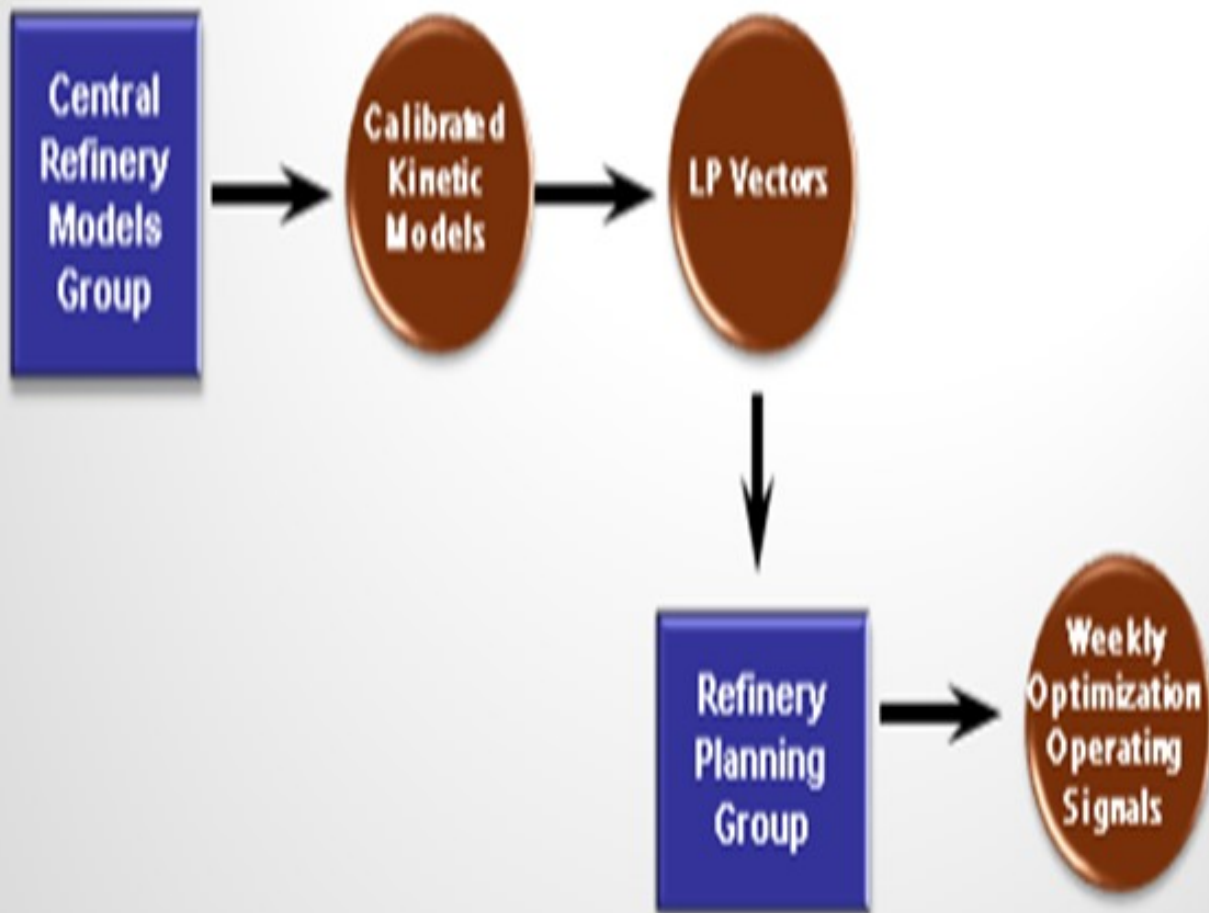 Central
Refinery
Models
Group
Calibrated
Kinetic
Models
LP Vectors
Refinery
Planning
Group
Weekly
Optimization
Operating
Signals